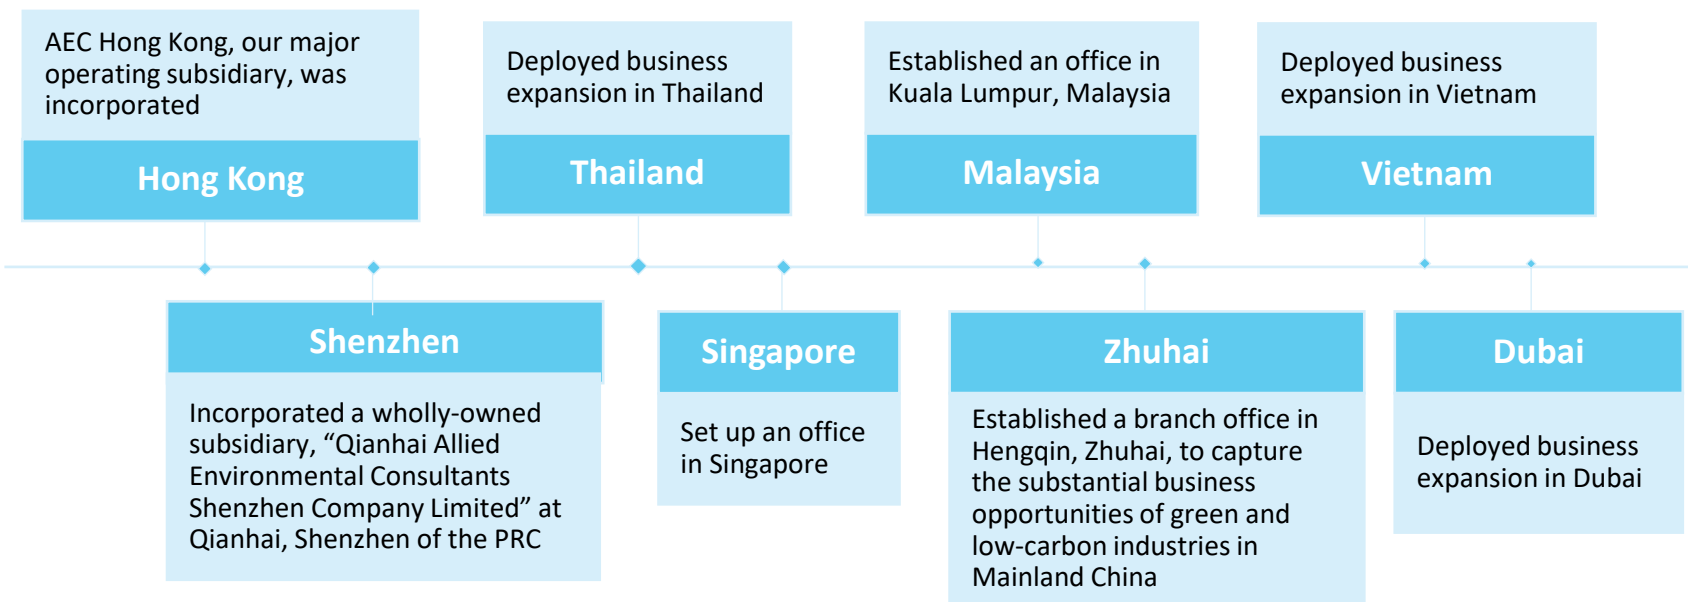 AEC Hong Kong, our major
operating subsidiary, was
incorporated
Hong Kong
Deployed business
expansion in Thailand
Thailand
Established an office in
Kuala Lumpur, Malaysia
Malaysia
Deployed business
expansion in Vietnam
Vietnam
Shenzhen
Incorporated a wholly-owned
subsidiary, “Qianhai Allied
Environmental Consultants
Shenzhen Company Limited” at
Qianhai, Shenzhen of the PRC
Singapore
Set up an office
in Singapore
Zhuhai
Established a branch office in
Hengqin, Zhuhai, to capture
the substantial business
opportunities of green and
low-carbon industries in
Mainland China
Dubai
Deployed business
expansion in Dubai